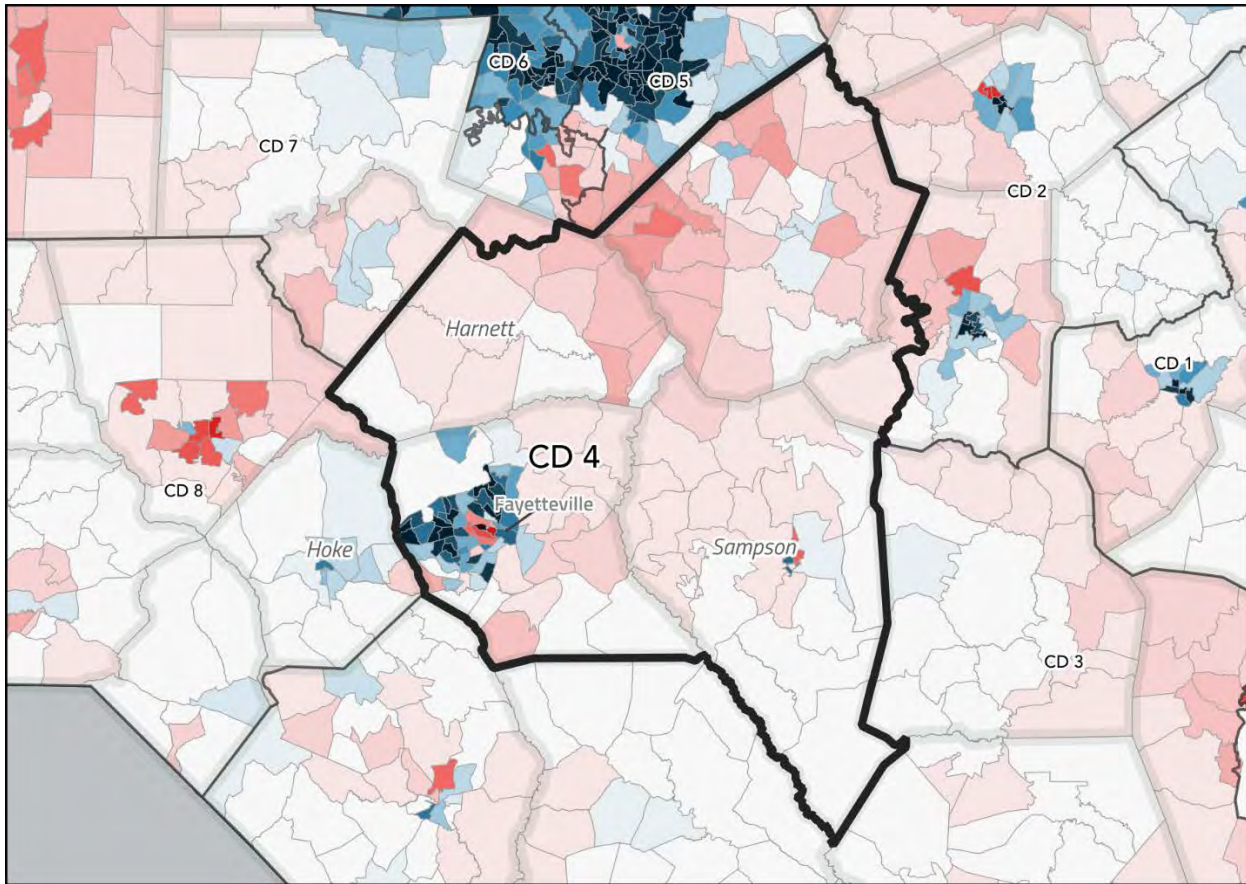 CD 6
CD 5
CD 7
CD 2
Harnett
CD 1
CD 4
CD 8
Fayetteville
Hoke
Sampson
CD 3